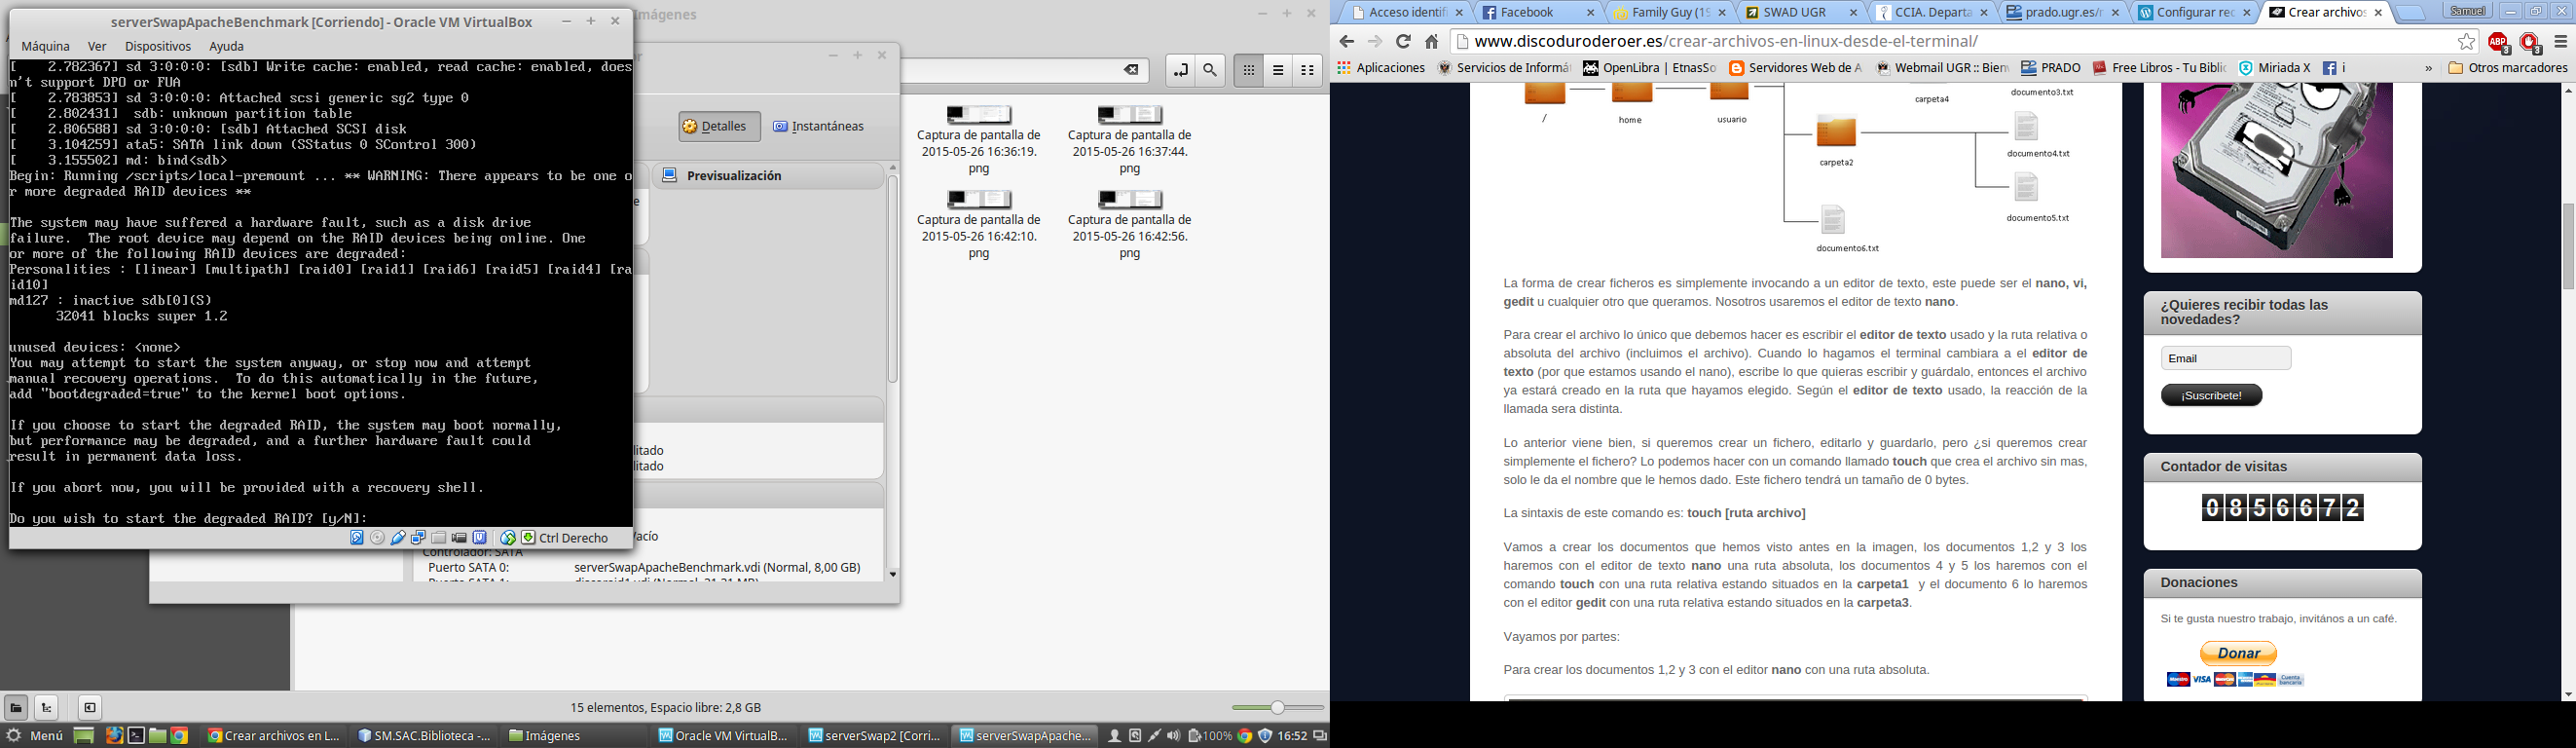 serverSwapApacheBenchmark [Corriendo] - Oracle VM VirtualBox
Máquina Ver Dispositivos Ayuda
[    2.782367] sd 3:0:0:0: [sdb] Write cache: enabled, read cache: enabled, does
n't support DPO or FUA
[    2.783853] sd 3:0:0:0: Attached scsi generic sg2 type 0
[    2.802431]  sdb: unknown partition table
[    2.806588] sd 3:0:0:0: [sdb] Attached SCSI disk
[    3.104259] ata5: SATA link down (SStatus 0 SControl 300)
[    3.155502] md: bind<sdb>
Begin: Running /scripts/local-premount ... ** WARNING: There appears to be one o
r more degraded RAID devices **
The system may have suffered a hardware fault, such as a disk drive
failure.  The root device may depend on the RAID devices being online. One
or more of the following RAID devices are degraded:
Personalities : [linear] [multipath] [raid0] [raid1] [raid6] [raid5] [raid4] [ra
id10]
md127 : inactive sdb[0](S)
      32041 blocks super 1.2
unused devices: <none>
You may attempt to start the system anyway, or stop now and attempt
manual recovery operations.  To do this automatically in the future,
add "bootdegraded=true" to the kernel boot options.
If you choose to start the degraded RAID, the system may boot normally,
but performance may be degraded, and a further hardware fault could
result in permanent data loss.
If you abort now, you will be provided with a recovery shell.
Do you wish to start the degraded RAID? [y/N]:
Ctrl Derecho
Imágenes
Detalles Instantáneas
Previsualización
litado
litado
Vacío
Controlador: SATA
Puerto SATA 0: serverSwapApacheBenchmark.vdi (Normal, 8,00 GB)
Captura de pantalla de
2015-05-26 16:36:19.
png
Captura de pantalla de
2015-05-26 16:37:44.
png
Captura de pantalla de
2015-05-26 16:42:10.
png
Captura de pantalla de
2015-05-26 16:42:56.
png
15 elementos, Espacio libre: 2,8 GB
Menú
Crear archivos en L...
SM.SAC.Biblioteca -...
Imágenes
Oracle VM VirtualB...
serverSwap2 [Corri...
serverSwapApache...
100%
16:52
Acceso identifi
Facebook
Family Guy (19
SWAD UGR
CCIA. Departa
prado.ugr.es/r
Configurar rec
Crear archivos
Samuel
www.discoduroderoer.es/crear-archivos-en-linux-desde-el-terminal/
ABP
3
3
Aplicaciones
Servicios de Informá
OpenLibra | EtnasSo
Servidores Web de A
Webmail UGR :: Bien
PRADO
Free Libros - Tu Biblio
Miriada X
i
»
Otros marcadores
/
home
usuario
carpeta4
documento3.txt
carpeta2
documento4.txt
documento5.txt
documento6.txt
La forma de crear ficheros es simplemente invocando a un editor de texto, este puede ser el nano, vi,
gedit u cualquier otro que queramos. Nosotros usaremos el editor de texto nano.
Para crear el archivo lo único que debemos hacer es escribir el editor de texto usado y la ruta relativa o
absoluta del archivo (incluimos el archivo). Cuando lo hagamos el terminal cambiara a el editor de
texto (por que estamos usando el nano), escribe lo que quieras escribir y guárdalo, entonces el archivo
ya estará creado en la ruta que hayamos elegido. Según el editor de texto usado, la reacción de la
llamada sera distinta.
Lo anterior viene bien, si queremos crear un fichero, editarlo y guardarlo, pero ¿si queremos crear
simplemente el fichero? Lo podemos hacer con un comando llamado touch que crea el archivo sin mas,
solo le da el nombre que le hemos dado. Este fichero tendrá un tamaño de 0 bytes.
La sintaxis de este comando es: touch [ruta archivo]
Vamos a crear los documentos que hemos visto antes en la imagen, los documentos 1,2 y 3 los
haremos con el editor de texto nano una ruta absoluta, los documentos 4 y 5 los haremos con el
comando touch con una ruta relativa estando situados en la carpeta1 y el documento 6 lo haremos
con el editor gedit con una ruta relativa estando situados en la carpeta3.
Vayamos por partes:
Para crear los documentos 1,2 y 3 con el editor nano con una ruta absoluta.
¿Quieres recibir todas las
novedades?
Email
¡Suscribete!
Contador de visitas
0856672
Donaciones
Si te gusta nuestro trabajo, invitános a un café.
Donar
Maestro VISA
Cuenta
bancaria